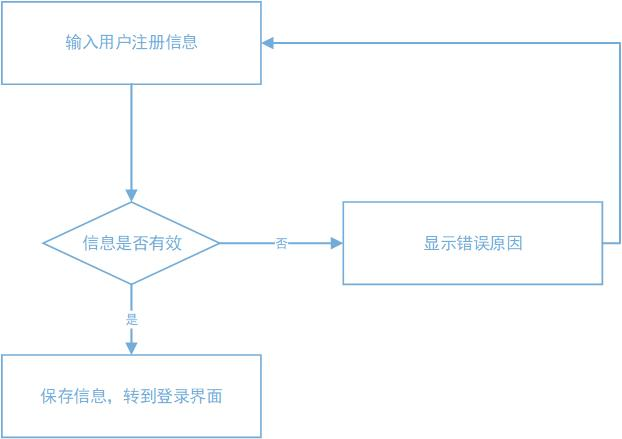 输入用户注册信息
信息是否有效
否
显示错误原因
是
保存信息，转到登录界面